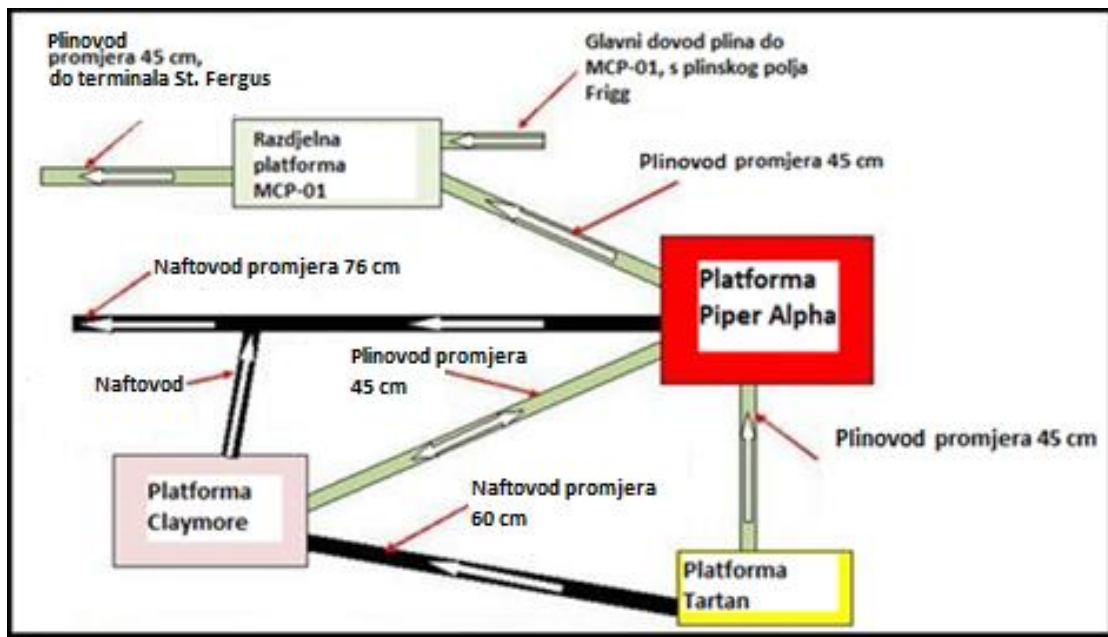 Plinovod
promjera 45 cm,
do terminala St. Fergus
Glavni dovod plina do
MCP-01, s plinskog polja
Frigg
Razdjelna
platforma
MCP-01
Plinovod promjera 45 cm
Naftovod promjera 76 cm
Platforma
Piper Alpha
Plinovod promjera
45 cm
Naftovod
Plinovod promjera 45 cm
Platforma
Claymore
Naftovod promjera
60 cm
Platforma
Tartan